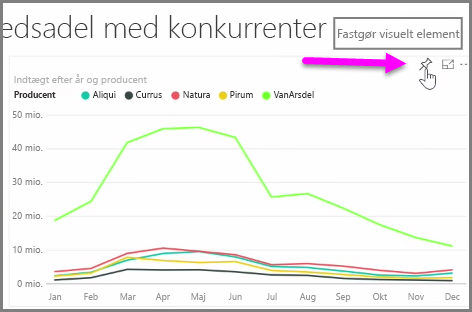 edsadel med konkurrenter
Fastgør visuelt element
Indtægt efter år og producent
Producent Aliqui Currus Natura Pirum VanArsdel
50 mio.
40 mio.
30 mio.
20 mio.
10 mio.
0 mio.
Jan Feb Mar Apr Maj Jun Jul Aug Sep Okt Nov Dec